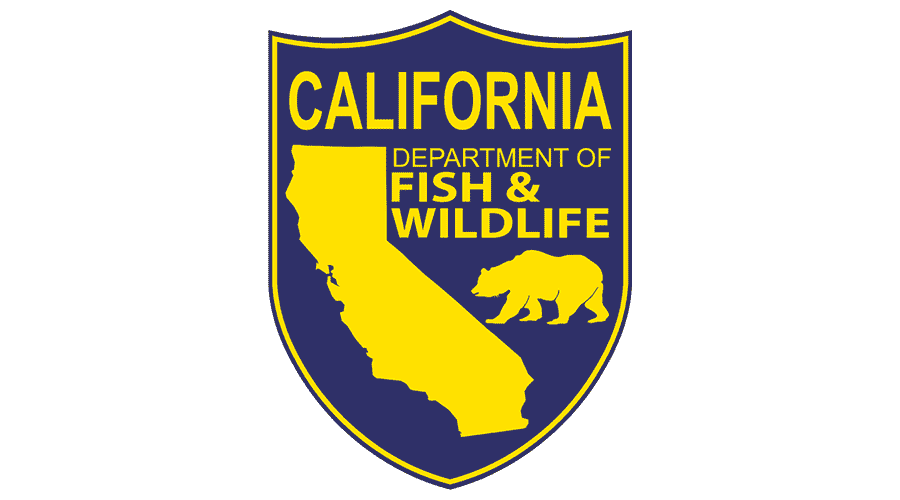 CALIFORNIA
DEPARTMENT OF
FISH &
WILDLIFE